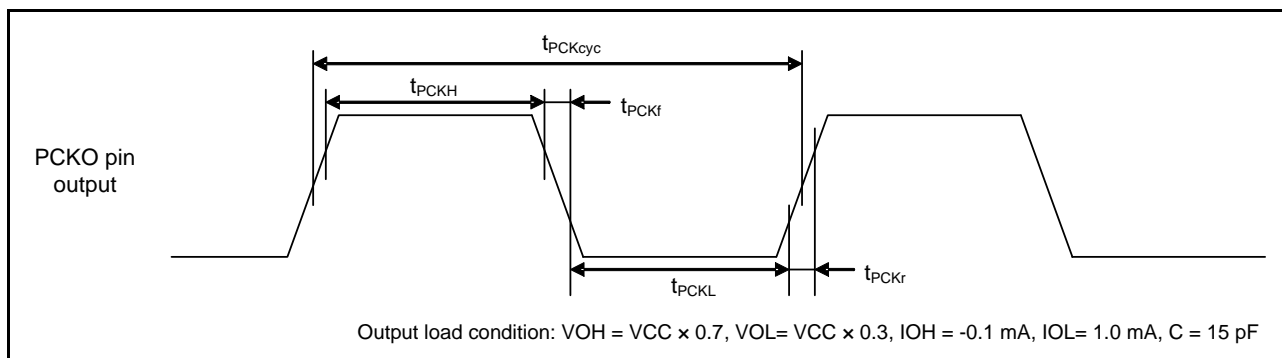 tPCKcyc
tPCKH
tPCKf
PCKO pin
output
tPCKL
tPCKr
Output load condition: VOH = VCC × 0.7, VOL= VCC × 0.3, IOH = -0.1 mA, IOL= 1.0 mA, C = 15 pF